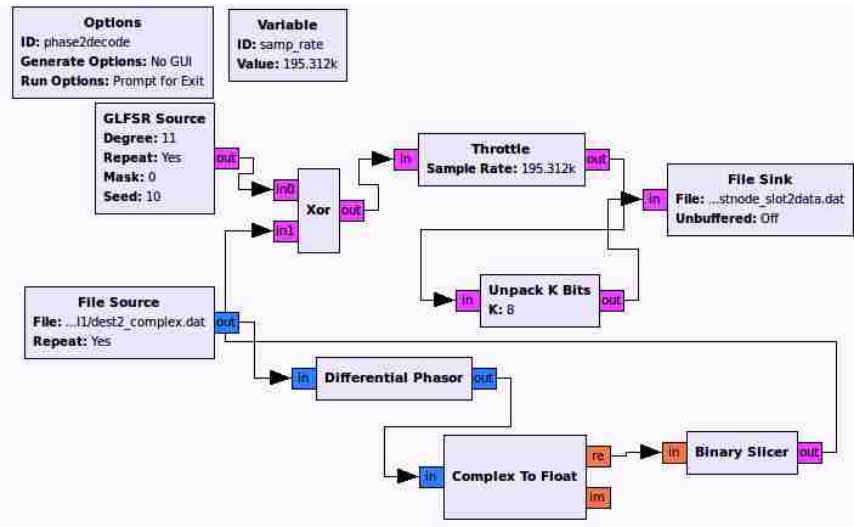 Options
ID: phase2decode
Generate Options: No GUI
Run Options: Prompt for Exit
Variable
ID: samp_rate
Value: 195.312k
GLFSR Source
Degree: 11
Repeat: Yes
Mask: 0
Seed: 10
out
in0
in1
Xor
out
in
Throttle
Sample Rate: 195.312k
out
in
File Sink
File: ...stnode_slot2data.dat
Unbuffered: Off
in
Unpack K Bits
K: 8
out
File Source
File: ...l1/dest2_complex.dat
Repeat: Yes
out
in
Differential Phasor
out
in
Complex To Float
re
im
in
Binary Slicer
out